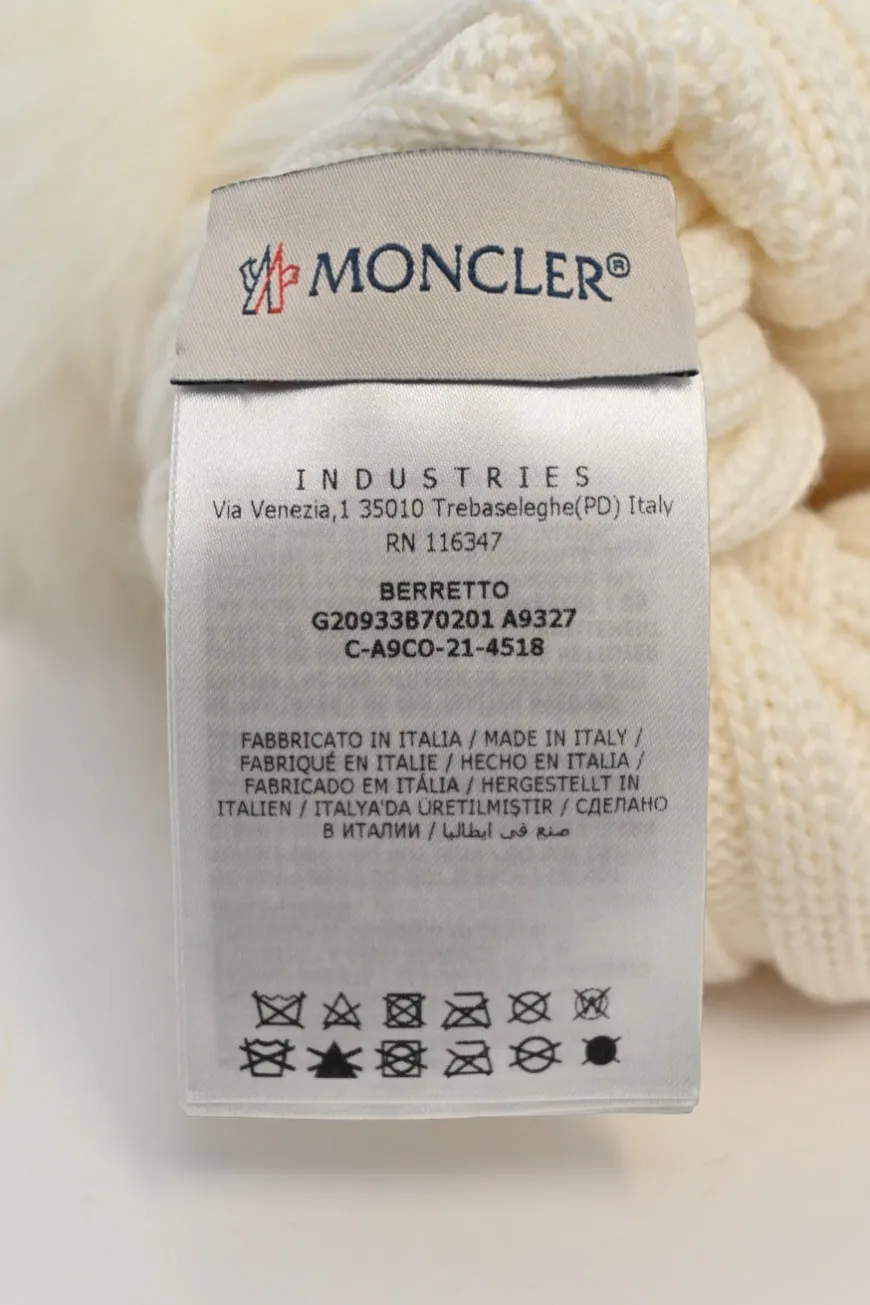 MONCLER®
INDUSTRIES
Via Venezia,1 35010 Trebaseleghe(PD) Italy
RN 116347
BERRETTO
G20933B70201 A9327
C-A9CO-21-4518
FABBRICATO IN ITALIA / MADE IN ITALY /
FABRIQUÉ EN ITALIE / HECHO EN ITALIA /
FABRICADO EM ITÁLIA / HERGESTELLT IN
ITALIEN / ITALYA'DA ÜRETILMIŞTIR / СДЕЛАНО
В ИТАЛИИ / صنع في ايطاليا